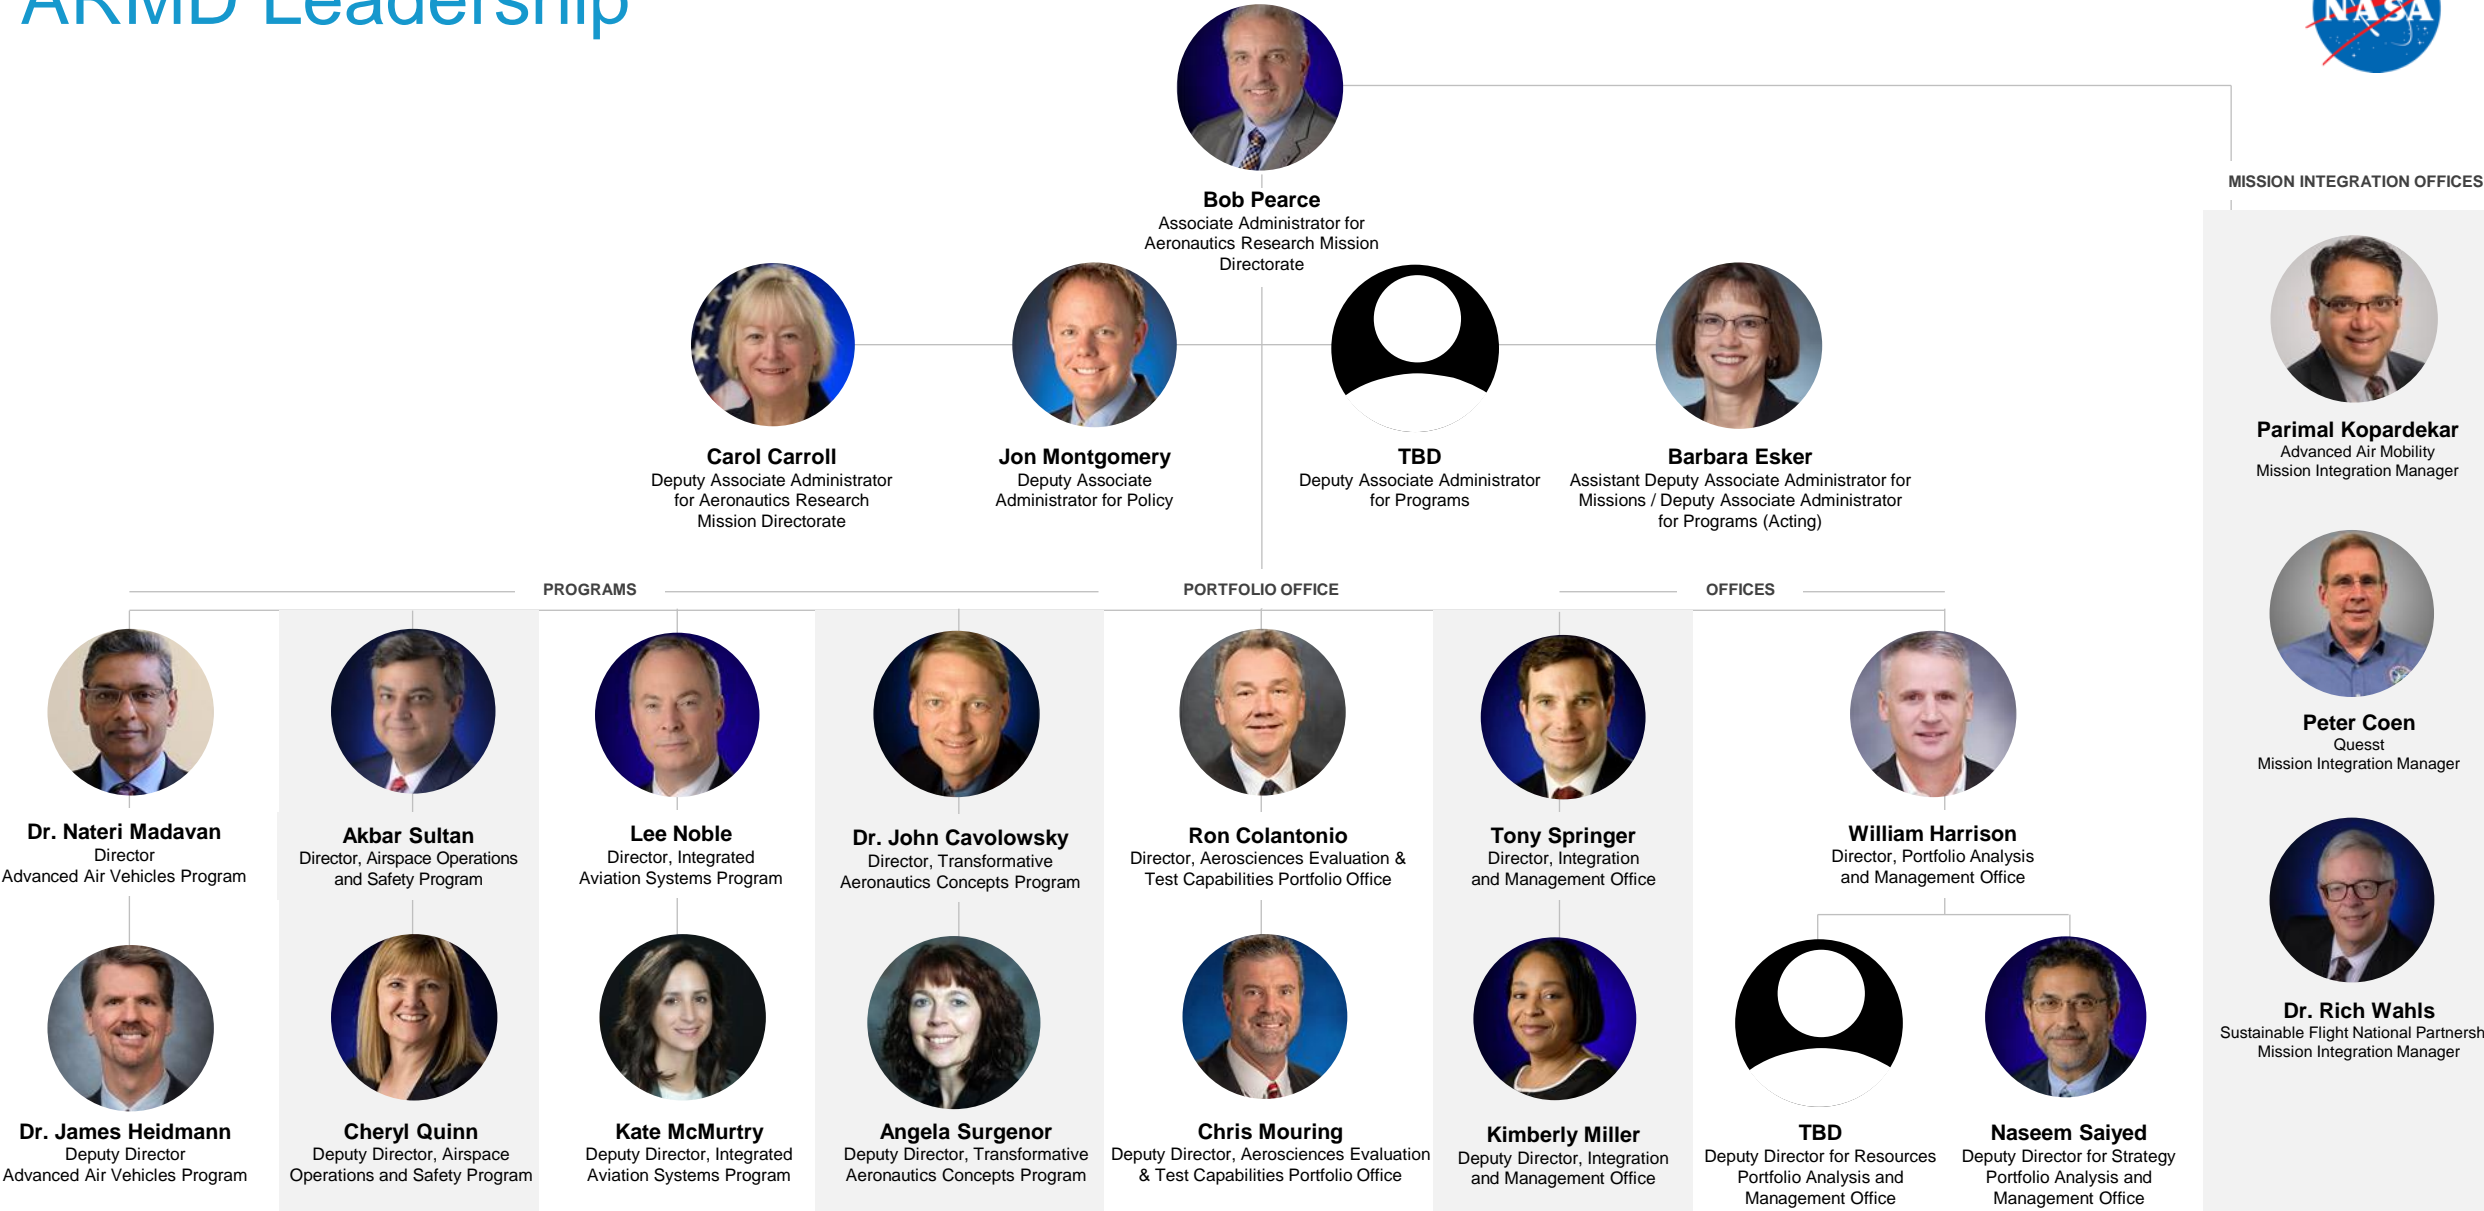 ARMD Leadership
NASA
Bob Pearce
Associate Administrator for
Aeronautics Research Mission
Directorate
MISSION INTEGRATION OFFICES
Carol Carroll
Deputy Associate Administrator
for Aeronautics Research
Mission Directorate
Jon Montgomery
Deputy Associate
Administrator for Policy
TBD
Deputy Associate Administrator
for Programs
Barbara Esker
Assistant Deputy Associate Administrator for
Missions / Deputy Associate Administrator
for Programs (Acting)
Parimal Kopardekar
Advanced Air Mobility
Mission Integration Manager
Peter Coen
Quesst
Mission Integration Manager
Dr. Rich Wahls
Sustainable Flight National Partnersh
Mission Integration Manager
PROGRAMS
PORTFOLIO OFFICE
OFFICES
Dr. Nateri Madavan
Director
Advanced Air Vehicles Program
Akbar Sultan
Director, Airspace Operations
and Safety Program
Lee Noble
Director, Integrated
Aviation Systems Program
Dr. John Cavolowsky
Director, Transformative
Aeronautics Concepts Program
Ron Colantonio
Director, Aerosciences Evaluation &
Test Capabilities Portfolio Office
Tony Springer
Director, Integration
and Management Office
William Harrison
Director, Portfolio Analysis
and Management Office
Dr. James Heidmann
Deputy Director
Advanced Air Vehicles Program
Cheryl Quinn
Deputy Director, Airspace
Operations and Safety Program
Kate McMurtry
Deputy Director, Integrated
Aviation Systems Program
Angela Surgenor
Deputy Director, Transformative
Aeronautics Concepts Program
Chris Mouring
Deputy Director, Aerosciences Evaluation
& Test Capabilities Portfolio Office
Kimberly Miller
Deputy Director, Integration
and Management Office
TBD
Deputy Director for Resources
Portfolio Analysis and
Management Office
Naseem Saiyed
Deputy Director for Strategy
Portfolio Analysis and
Management Office